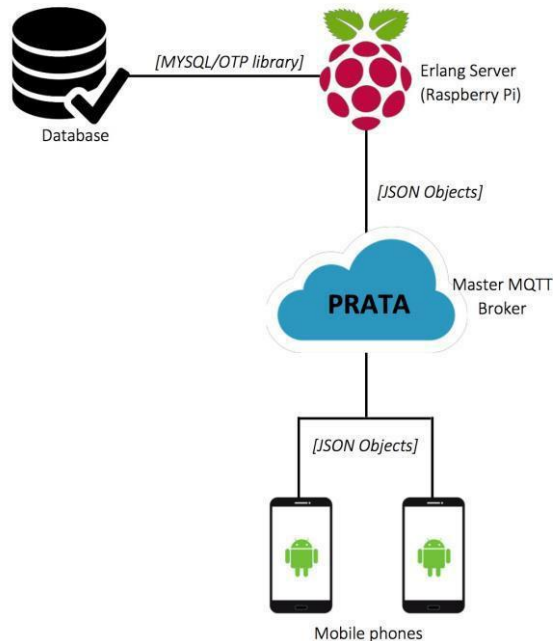 [MYSQL/OTP library]
Erlang Server
(Raspberry Pi)
Database
[JSON Objects]
PRATA
Master MQTT
Broker
[JSON Objects]
Mobile phones